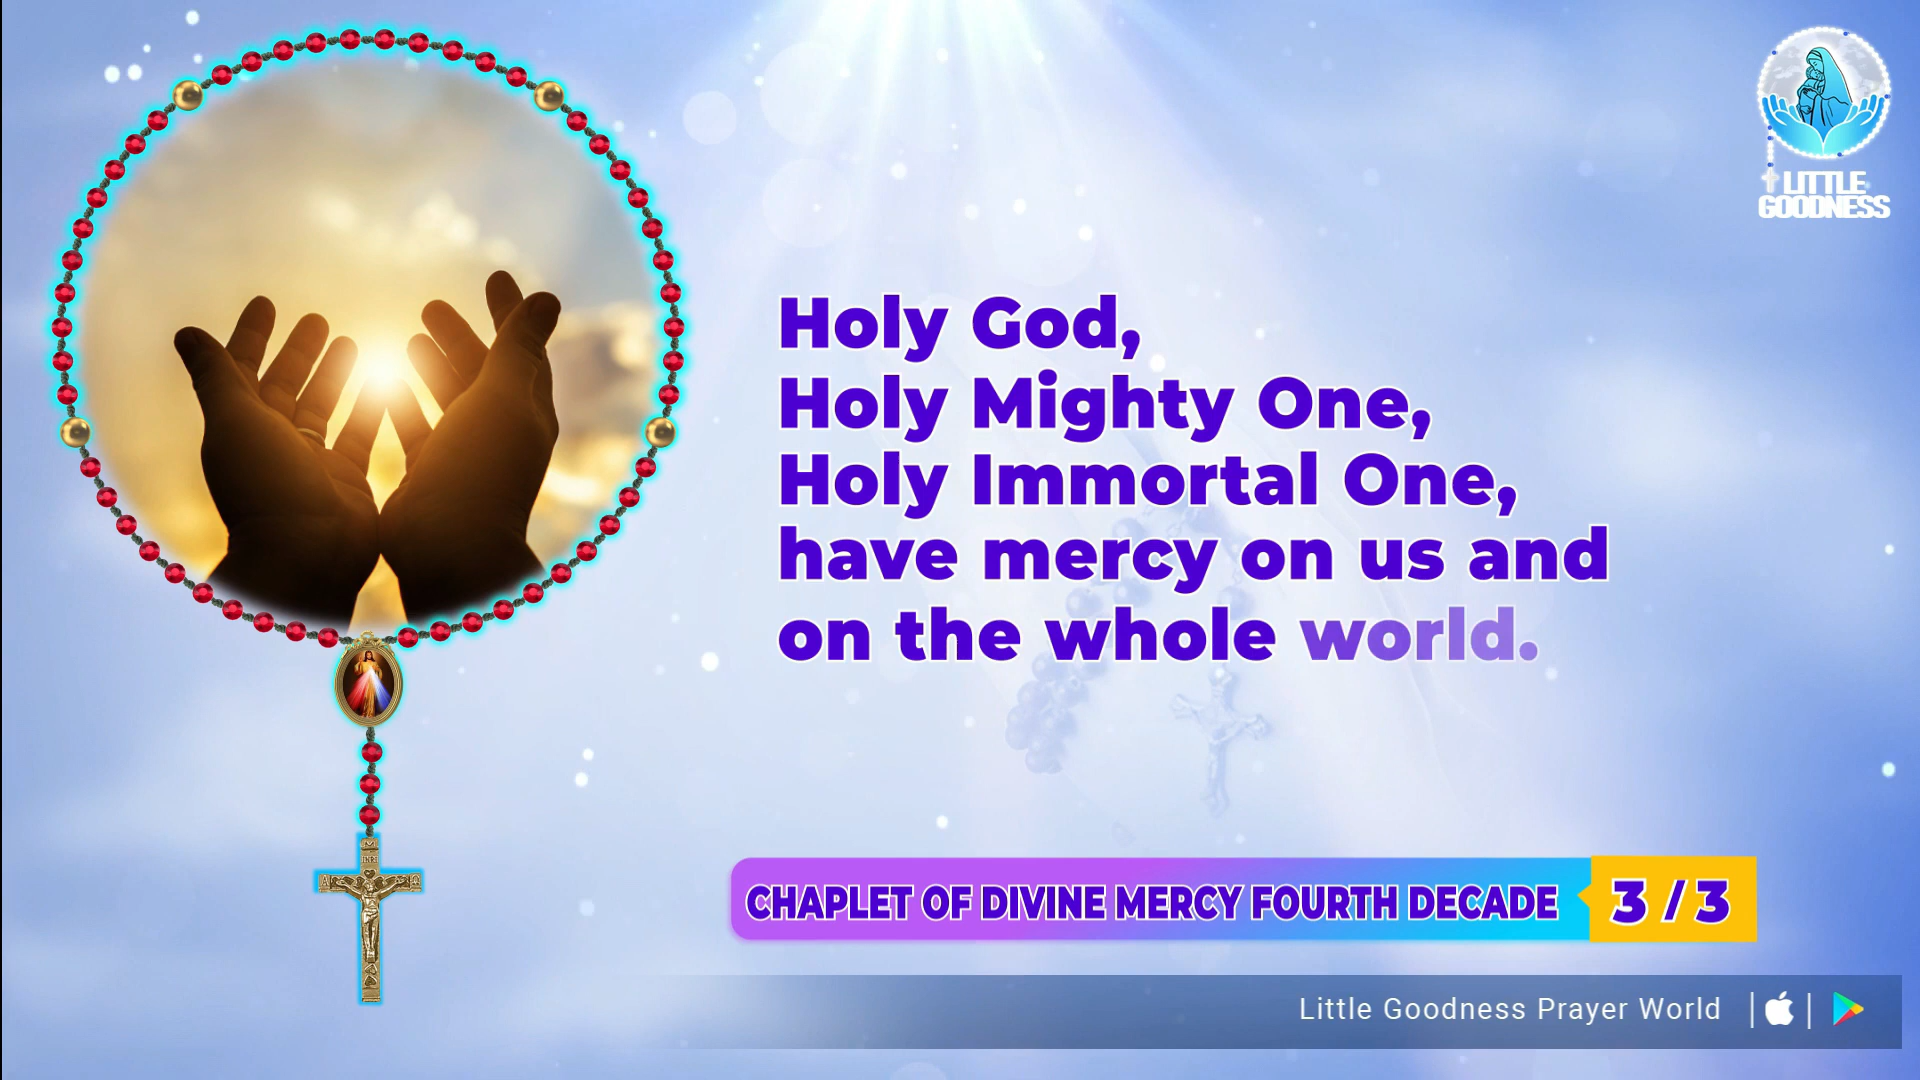 LITTLE
GOODNESS
Holy God,
Holy Mighty One,
Holy Immortal One,
have mercy on us and
on the whole world.
INRI
CHAPLET OF DIVINE MERCY FOURTH DECADE 3 / 3
Little Goodness Prayer World